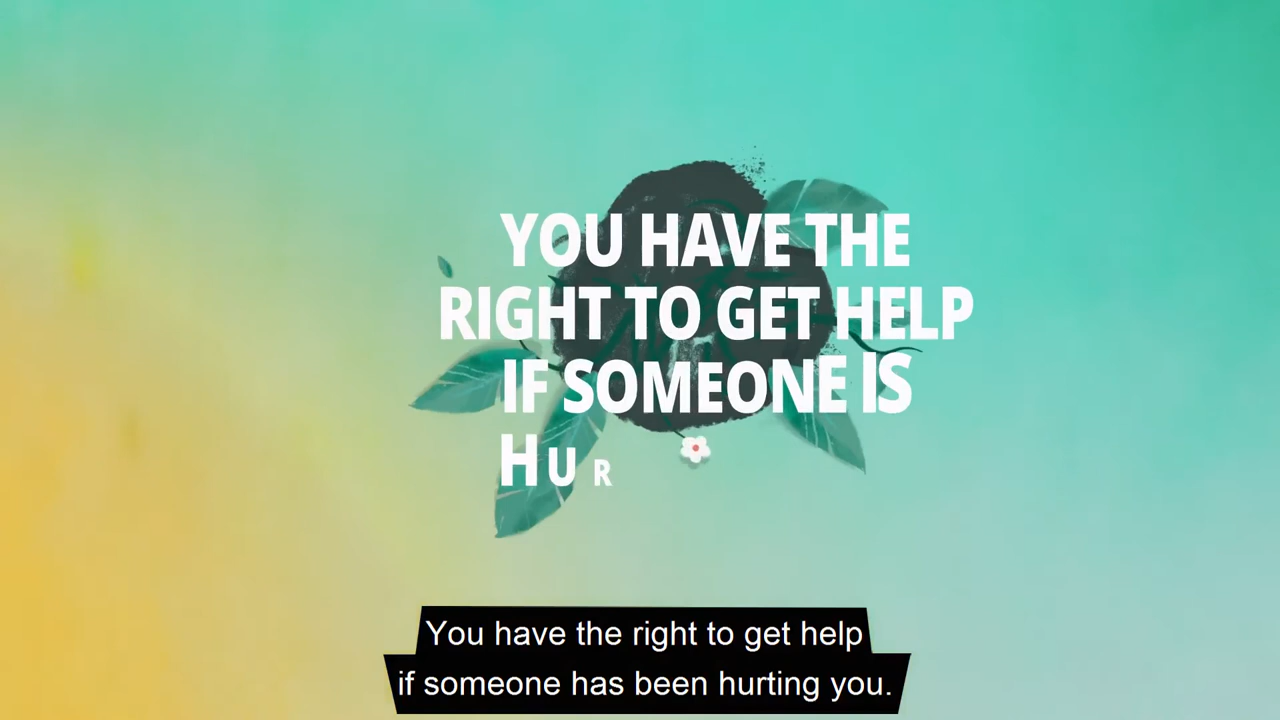 YOU HAVE THE
RIGHT TO GET HELP
IF SOMEONE IS
HUR
You have the right to get help
if someone has been hurting you.